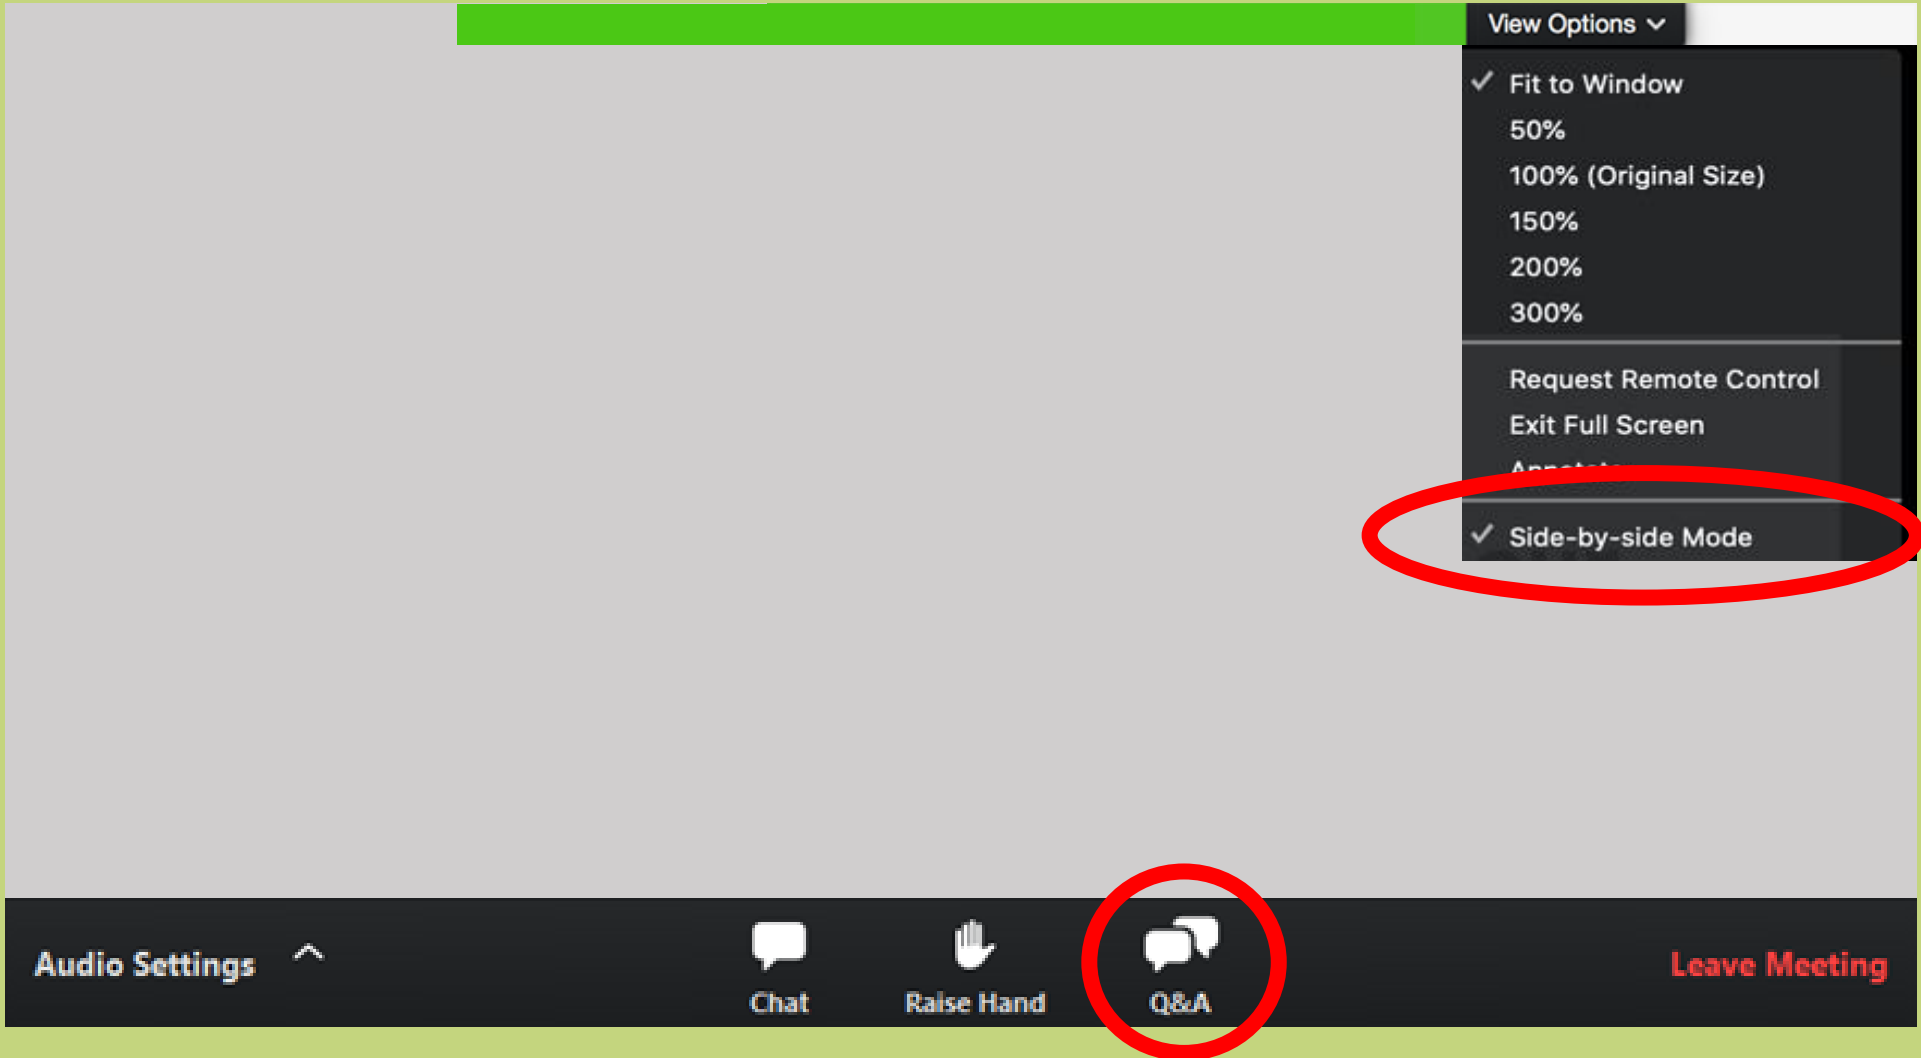 View Options
Fit to Window
50%
100% (Original Size)
150%
200%
300%
Request Remote Control
Exit Full Screen
Annotate
Side-by-side Mode
Audio Settings
Chat
Raise Hand
Q&A
Leave Meeting